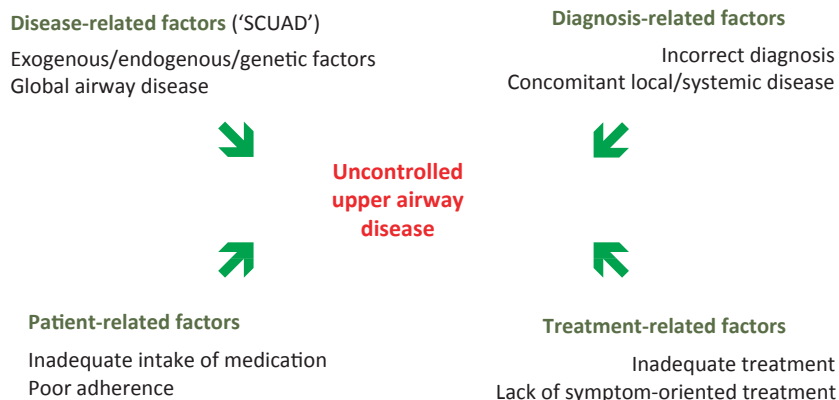 Disease-related factors (‘SCUAD’)
Exogenous/endogenous/genetic factors
Global airway disease
Diagnosis-related factors
Incorrect diagnosis
Concomitant local/systemic disease
Uncontrolled
upper airway
disease
Patient-related factors
Inadequate intake of medication
Poor adherence
Treatment-related factors
Inadequate treatment
Lack of symptom-oriented treatment